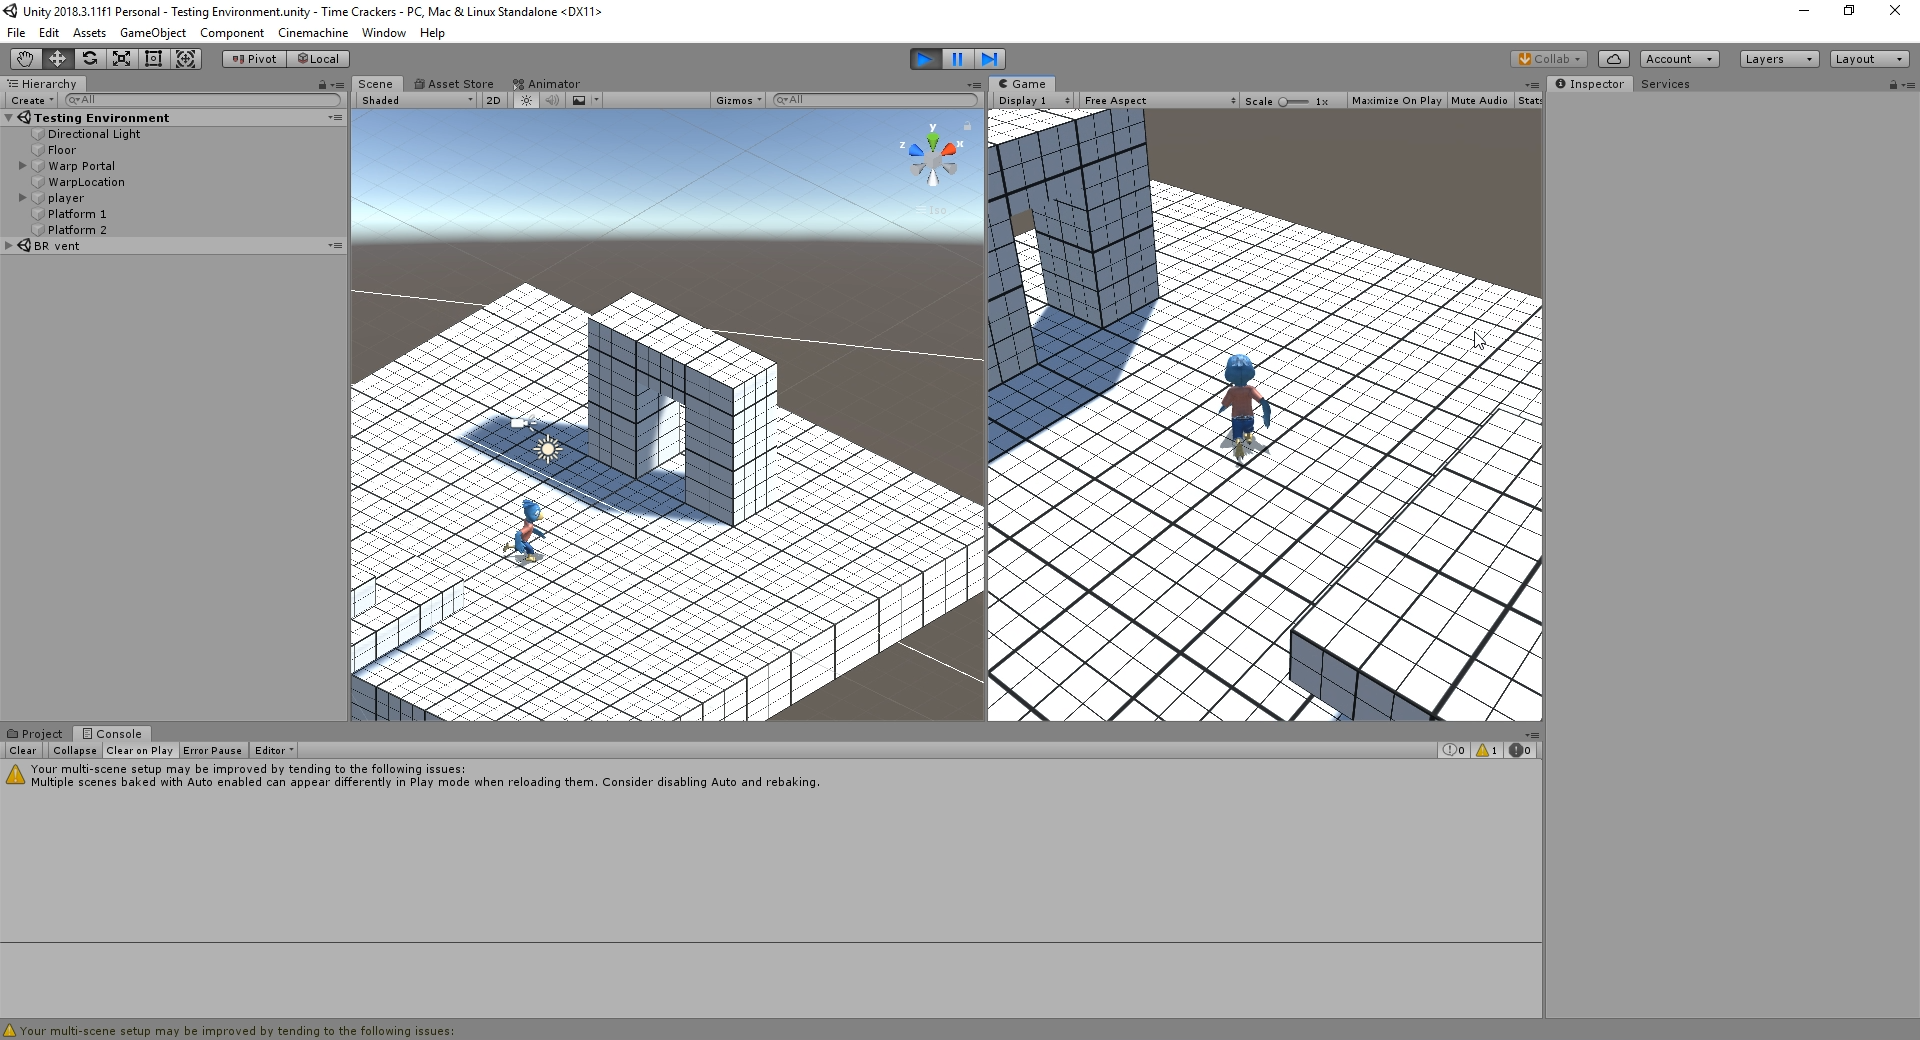 Unity 2018.3.11f1 Personal - Testing Environment.unity - Time Crackers - PC, Mac & Linux Standalone <DX11>
File Edit Assets GameObject Component Cinemachine Window Help
Pivot Local Collab Account Layers Layout
Hierarchy
Create All
Testing Environment
Directional Light
Floor
Warp Portal
WarpLocation
player
Platform 1
Platform 2
BR vent
Scene Asset Store Animator
Shaded 2D Gizmos All
y
z x
Iso
Game
Display 1 Free Aspect Scale 1x Maximize On Play Mute Audio Stats
Inspector Services
Project Console
Clear Collapse Clear on Play Error Pause Editor 0 1 0
Your multi-scene setup may be improved by tending to the following issues:
Multiple scenes baked with Auto enabled can appear differently in Play mode when reloading them. Consider disabling Auto and rebaking.
Your multi-scene setup may be improved by tending to the following issues: